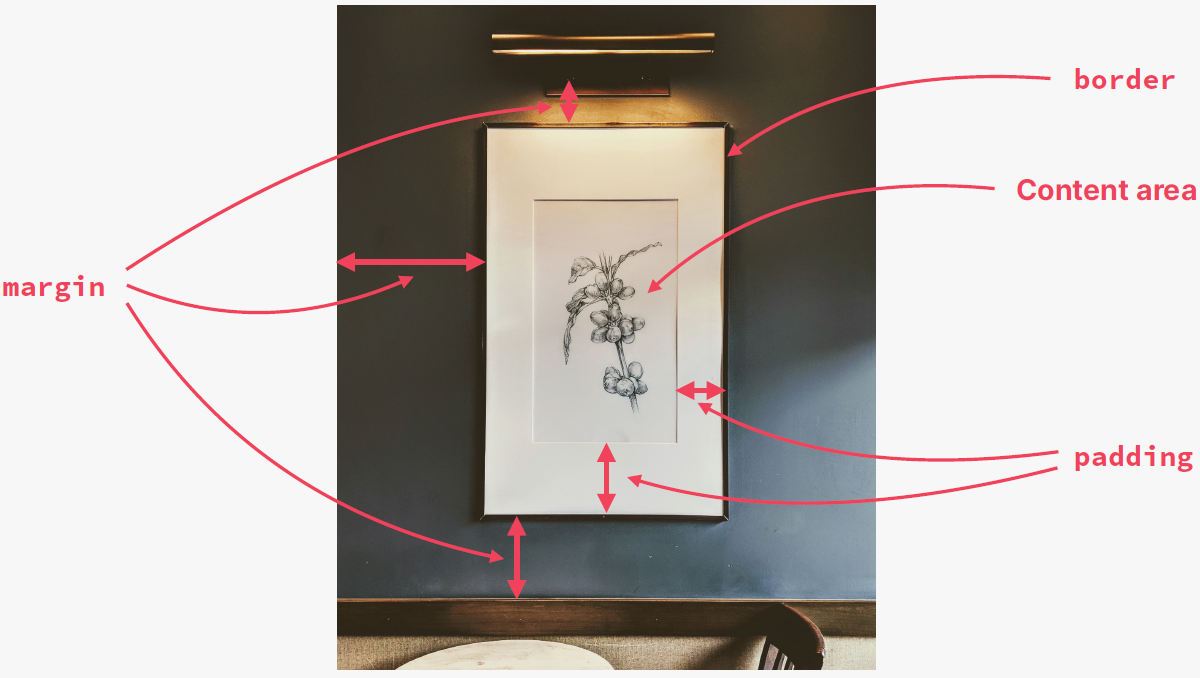 border
Content area
margin
padding